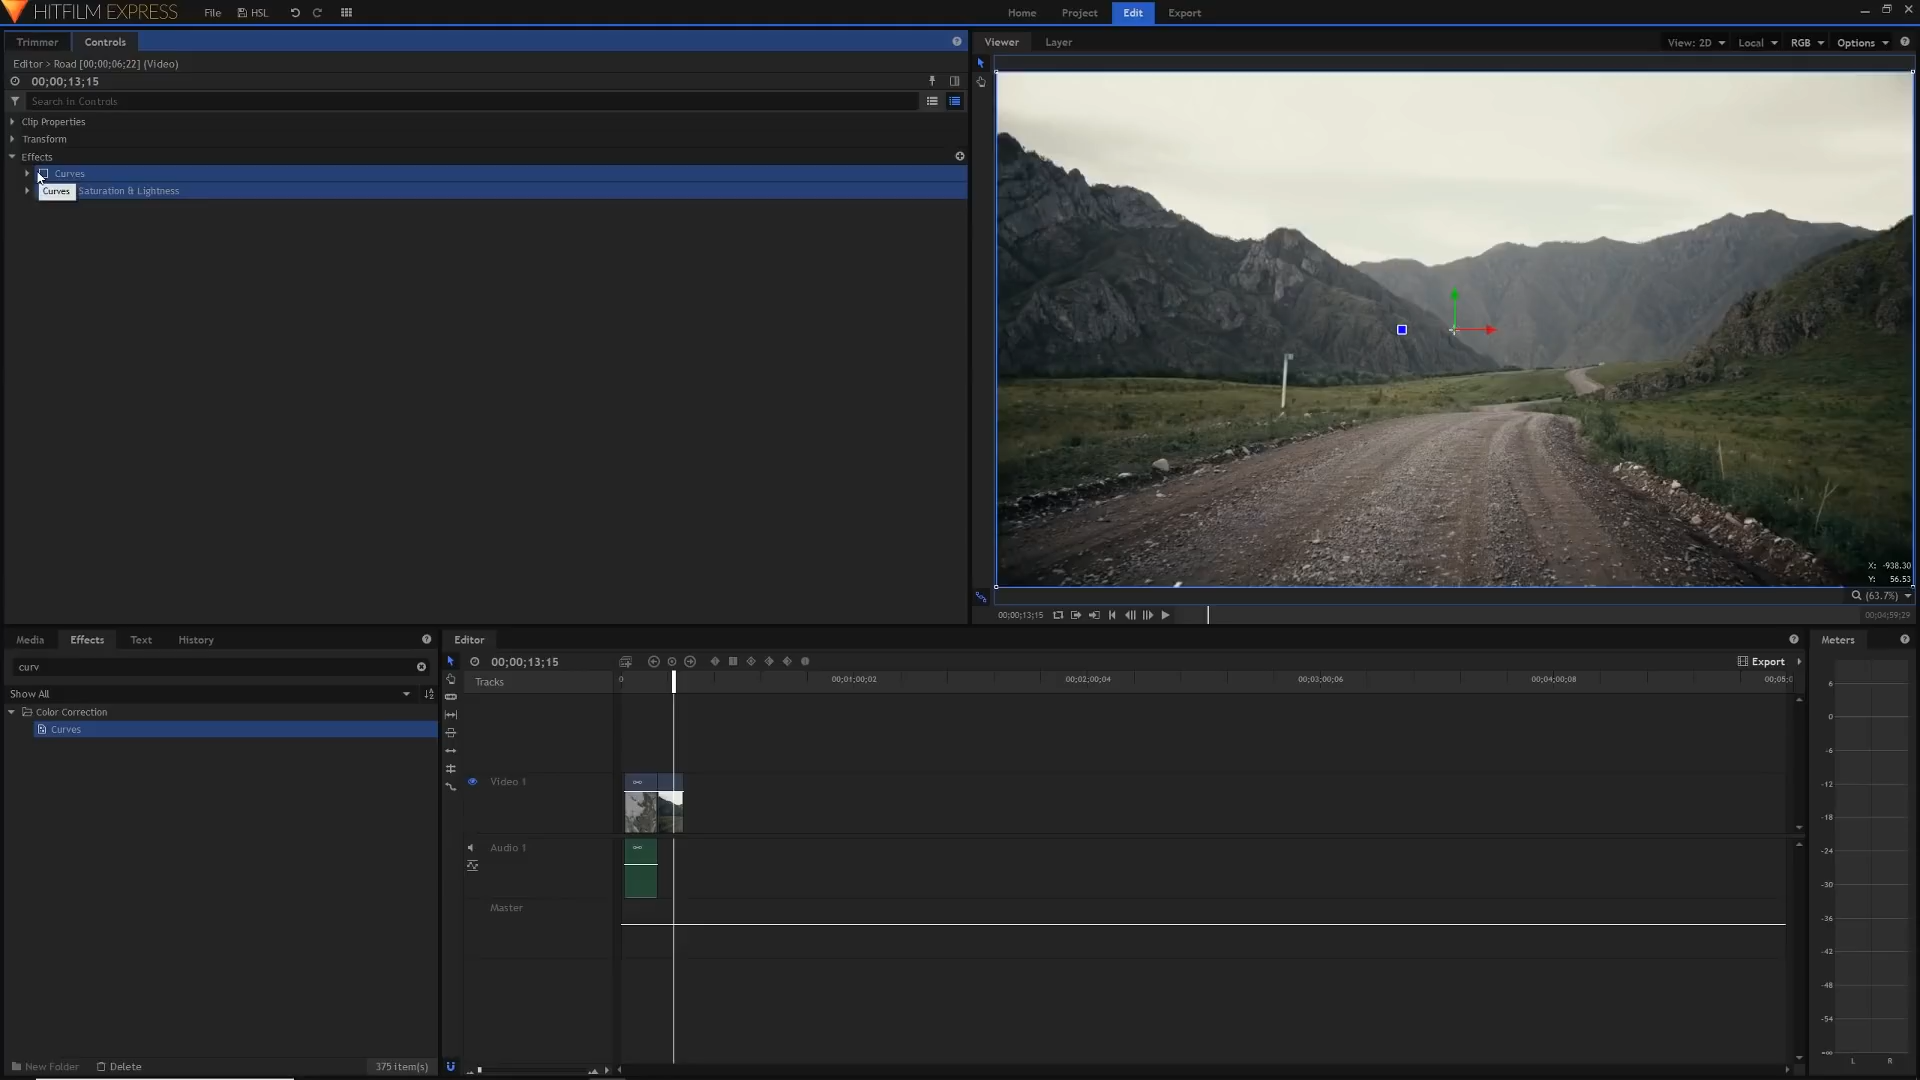 HITFILM EXPRESS
File
HSL
Home
Project
Edit
Export
Trimmer
Controls
Editor > Road [00;00;06;22] (Video)
00;00;13;15
Search in Controls
Clip Properties
Transform
Effects
Curves
Curves
Saturation & Lightness
Viewer
Layer
View: 2D
Local
RGB
Options
X: -938.30
Y: 56.53
(63.7%)
00;00;13;15
00;04;59;29
Media
Effects
Text
History
curv
Show All
Color Correction
Curves
New Folder
Delete
375 item(s)
Editor
00;00;13;15
Export
Tracks
0
00;01;00;02
00;02;00;04
00;03;00;06
00;04;00;08
00;05;0
Video 1
Audio 1
Master
Meters
6
0
-6
-12
-18
-24
-30
-36
-42
-48
-54
-∞
L R